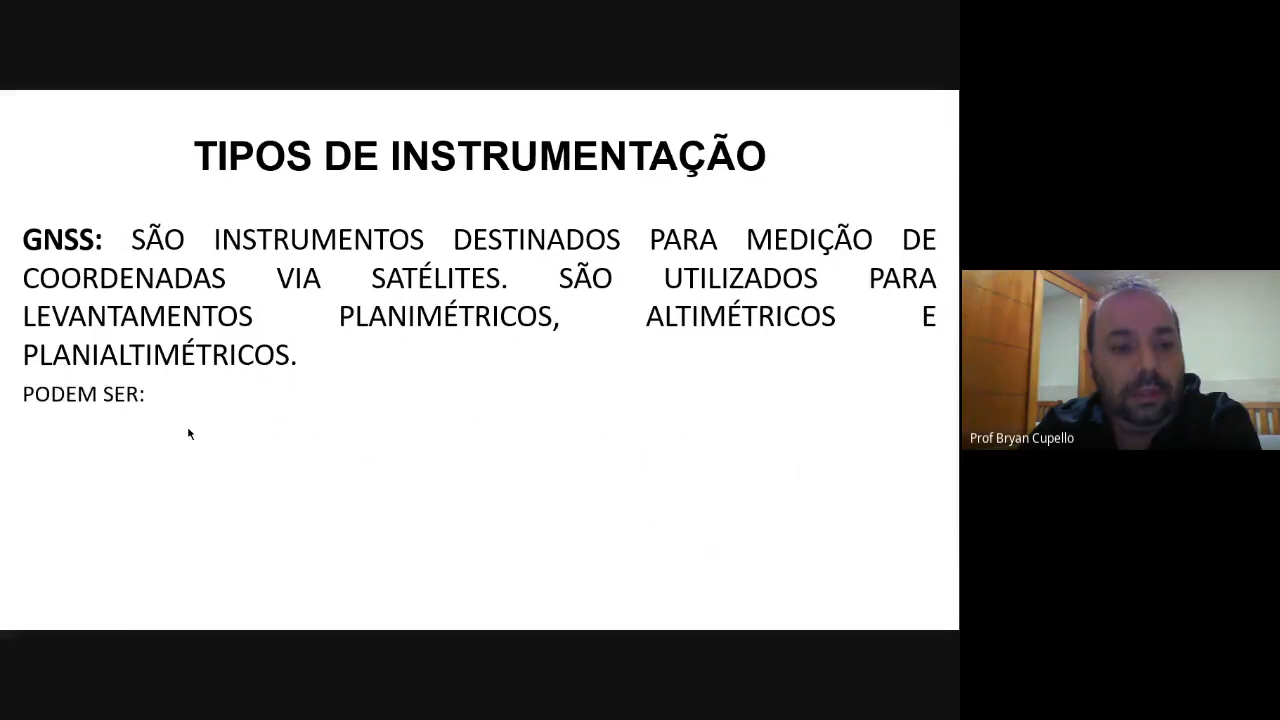 TIPOS DE INSTRUMENTAÇÃO
GNSS: SÃO INSTRUMENTOS DESTINADOS PARA MEDIÇÃO DE
COORDENADAS VIA SATÉLITES. SÃO UTILIZADOS PARA
LEVANTAMENTOS PLANIMÉTRICOS, ALTIMÉTRICOS E
PLANIALTIMÉTRICOS.
PODEM SER:
Prof Bryan Cupello